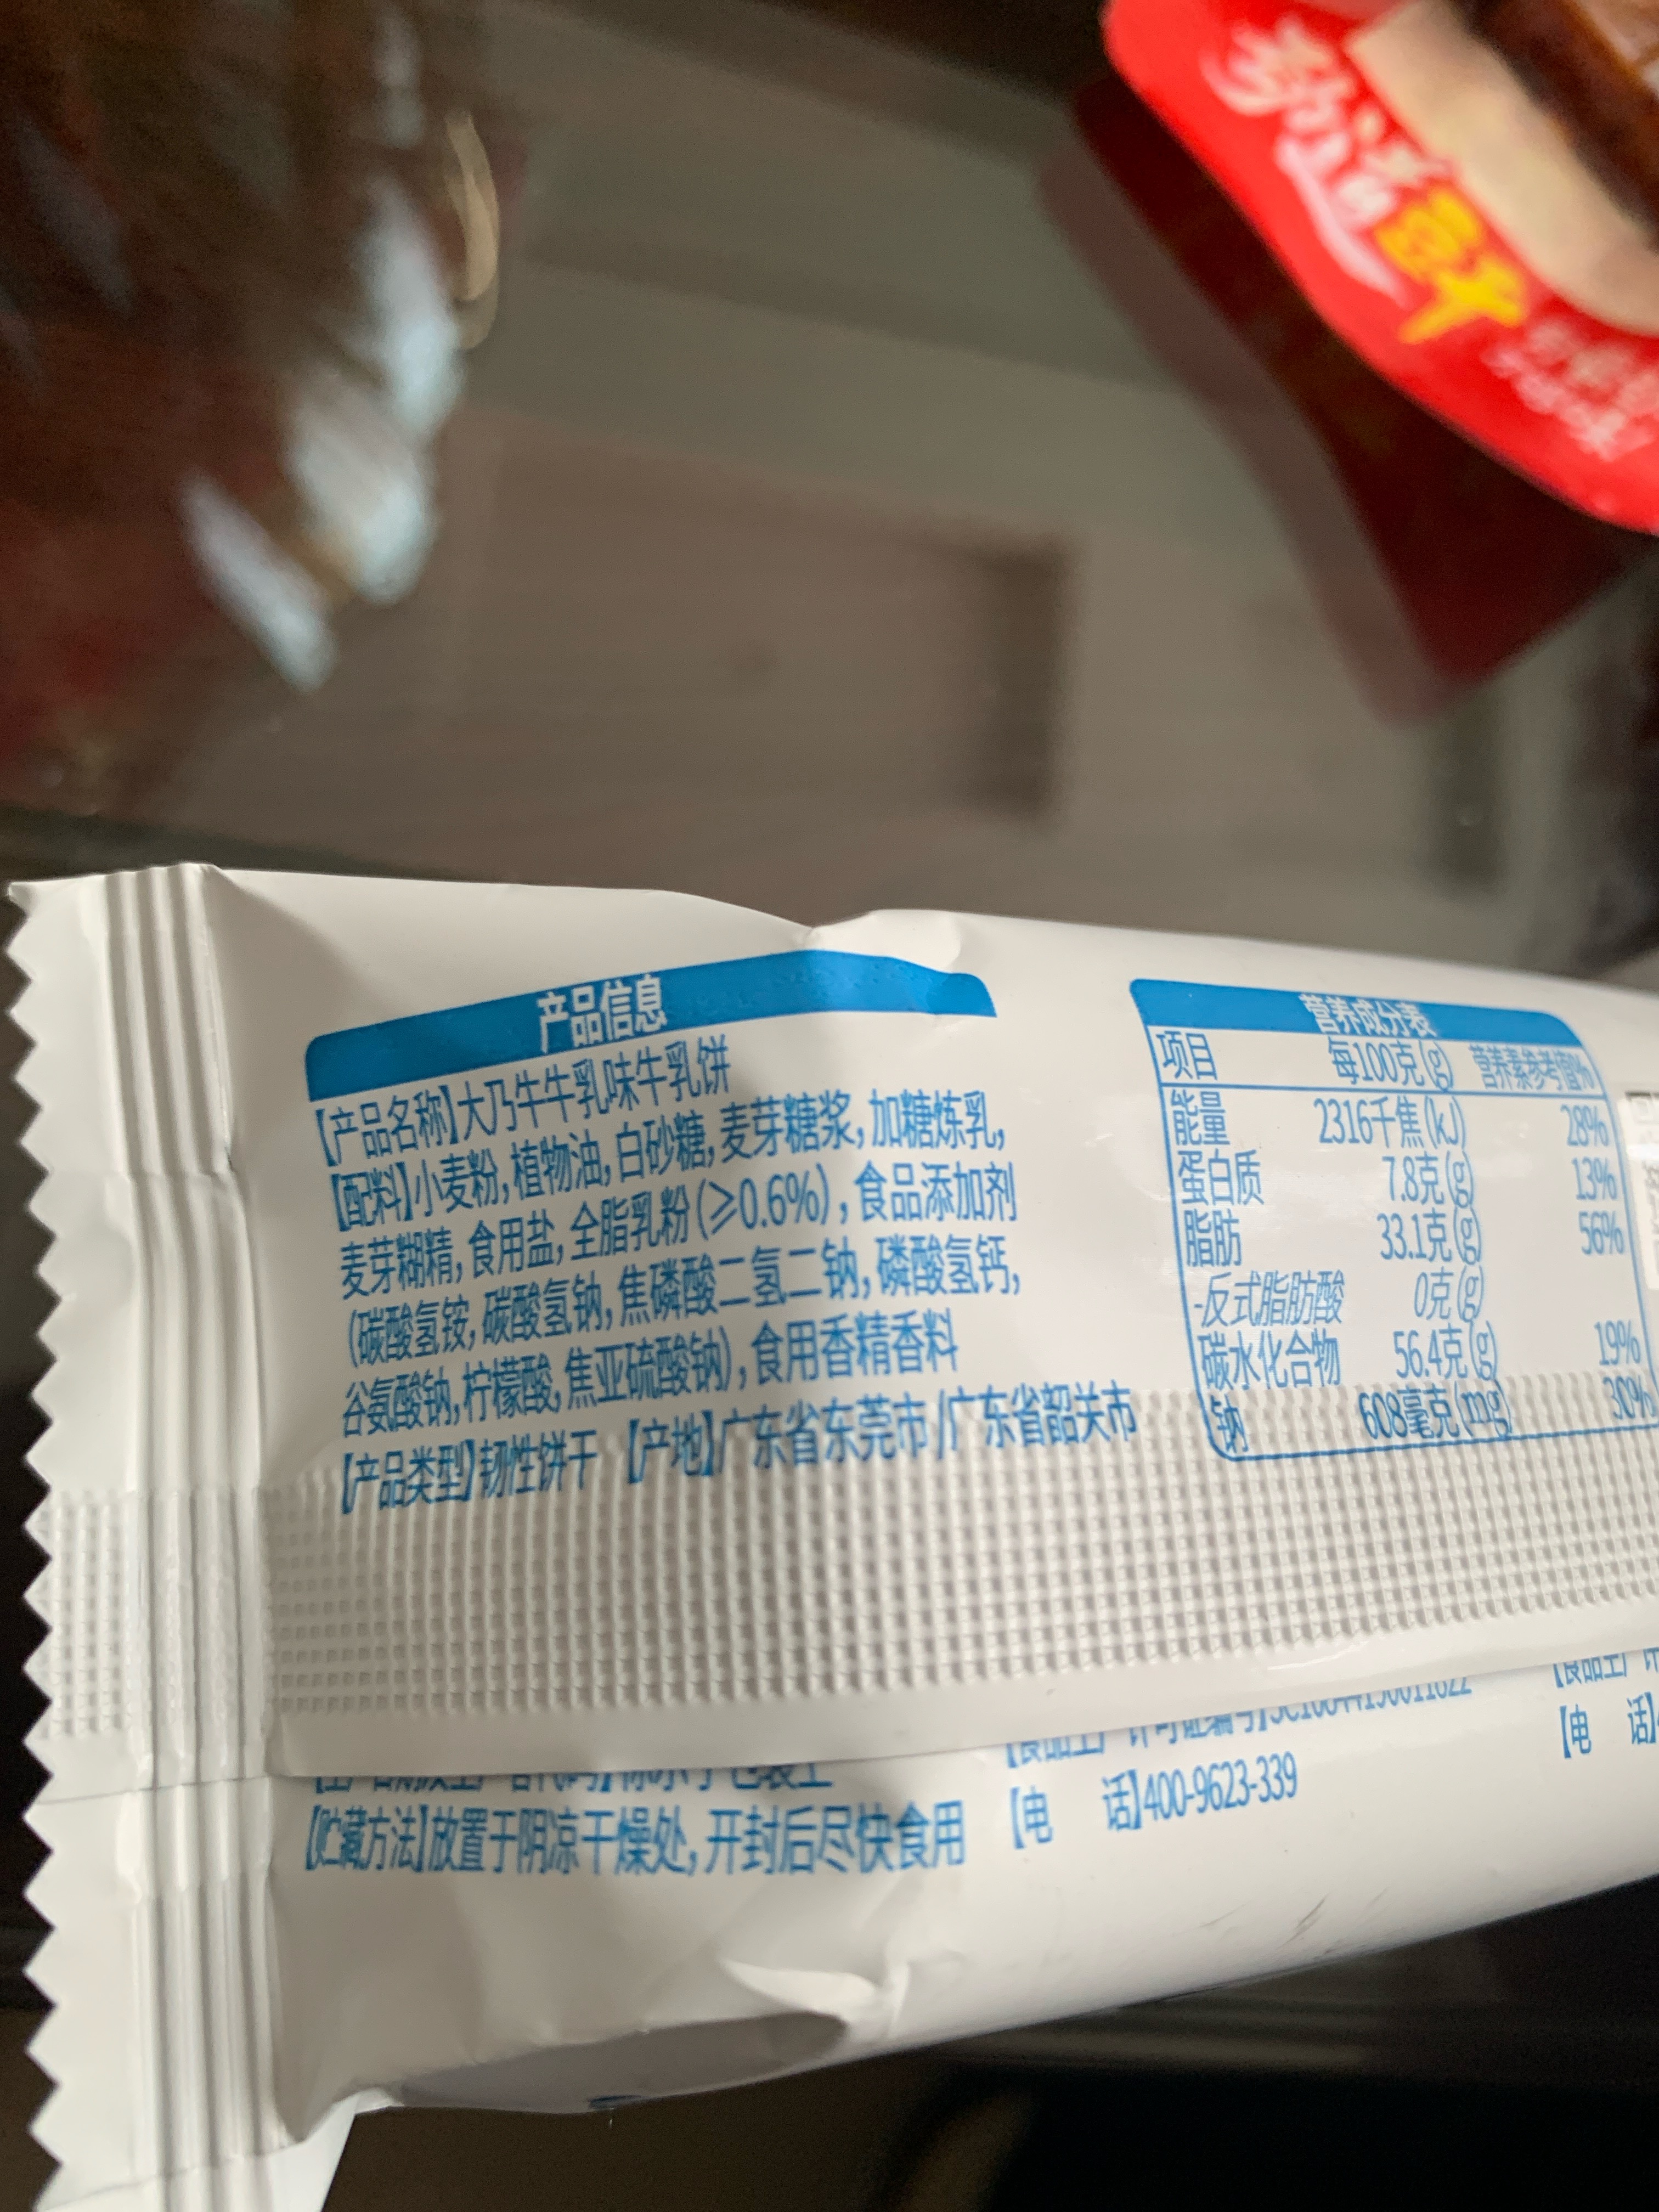 产品信息
【产品名称】大乃牛牛乳味牛乳饼
【配料】小麦粉,植物油,白砂糖,麦芽糖浆,加糖炼乳,
麦芽糊精,食用盐,全脂乳粉(≥0.6%),食品添加剂
(碳酸氢铵,碳酸氢钠,焦磷酸二氢二钠,磷酸氢钙,
谷氨酸钠,柠檬酸,焦亚硫酸钠),食用香精香料
【产品类型】韧性饼干 【产地】广东省东莞市/广东省韶关市
营养成分表
项目 每100克(g) 营养素参考值%
能量 2316千焦(kJ) 28%
蛋白质 7.8克(g) 13%
脂肪 33.1克(g) 56%
-反式脂肪酸 0克(g)
碳水化合物 56.4克(g) 19%
钠 608毫克(mg) 30%
【贮藏方法】放置于阴凉干燥处,开封后尽快食用
【电 话】400-9623-339
【电 话】